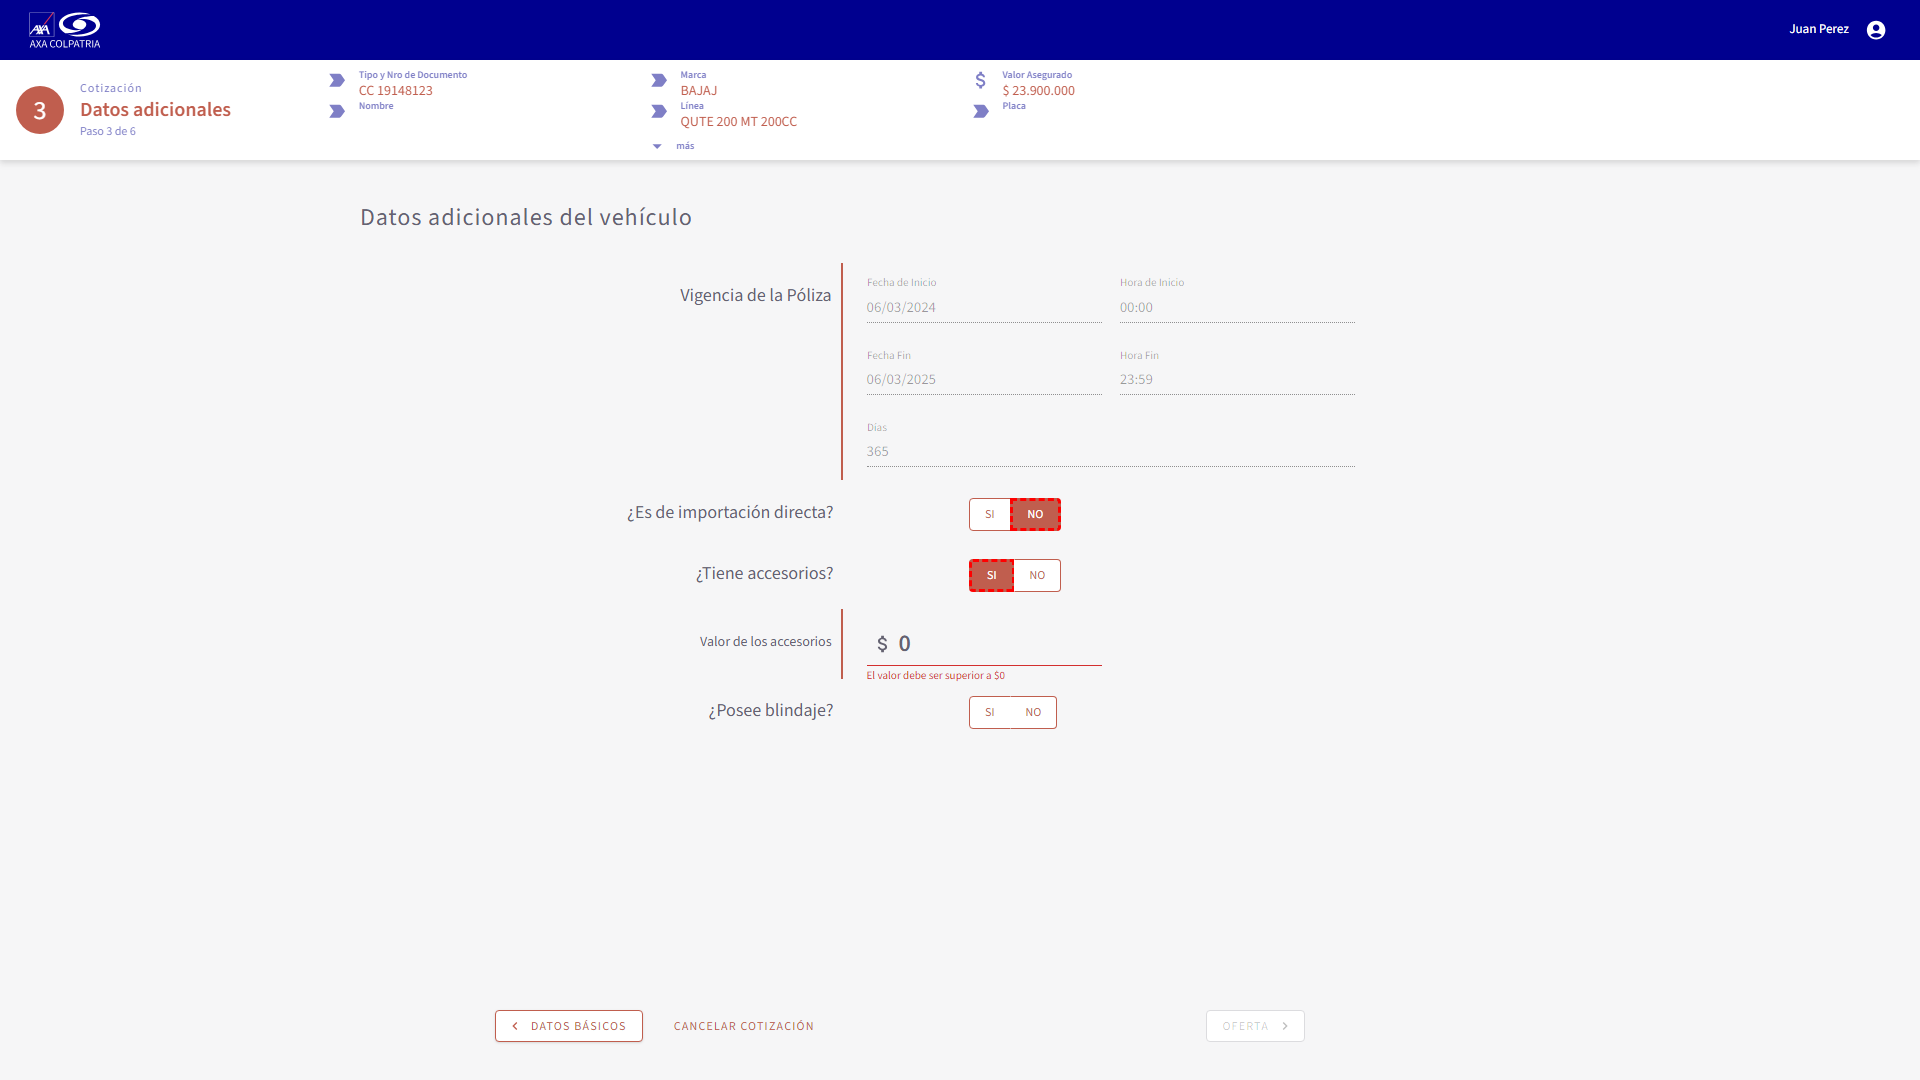 AXA
AXA COLPATRIA
Juan Perez
3
Cotización
Datos adicionales
Paso 3 de 6
Tipo y Nro de Documento
CC 19148123
Nombre
Marca
BAJAJ
Línea
QUTE 200 MT 200CC
más
Valor Asegurado
$ 23.900.000
Placa
Datos adicionales del vehículo
Vigencia de la Póliza
Fecha de Inicio
06/03/2024
Hora de Inicio
00:00
Fecha Fin
06/03/2025
Hora Fin
23:59
Días
365
¿Es de importación directa?
SI NO
¿Tiene accesorios?
SI NO
Valor de los accesorios
$ 0
El valor debe ser superior a $0
¿Posee blindaje?
SI NO
DATOS BÁSICOS
CANCELAR COTIZACIÓN
OFERTA